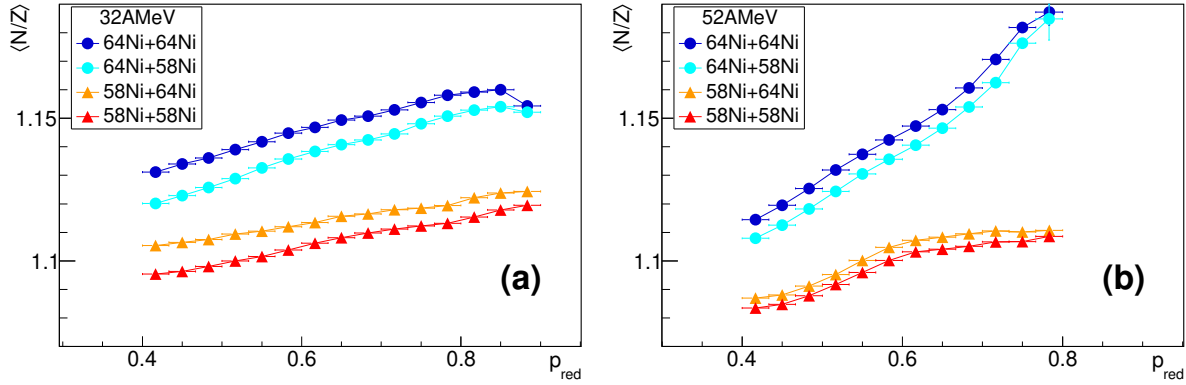 ⟨N/Z⟩
32AMeV
64Ni+64Ni
64Ni+58Ni
58Ni+64Ni
58Ni+58Ni
1.15
1.1
(a)
0.4
0.6
0.8
p_red
⟨N/Z⟩
52AMeV
64Ni+64Ni
64Ni+58Ni
58Ni+64Ni
58Ni+58Ni
1.15
1.1
(b)
0.4
0.6
0.8
p_red